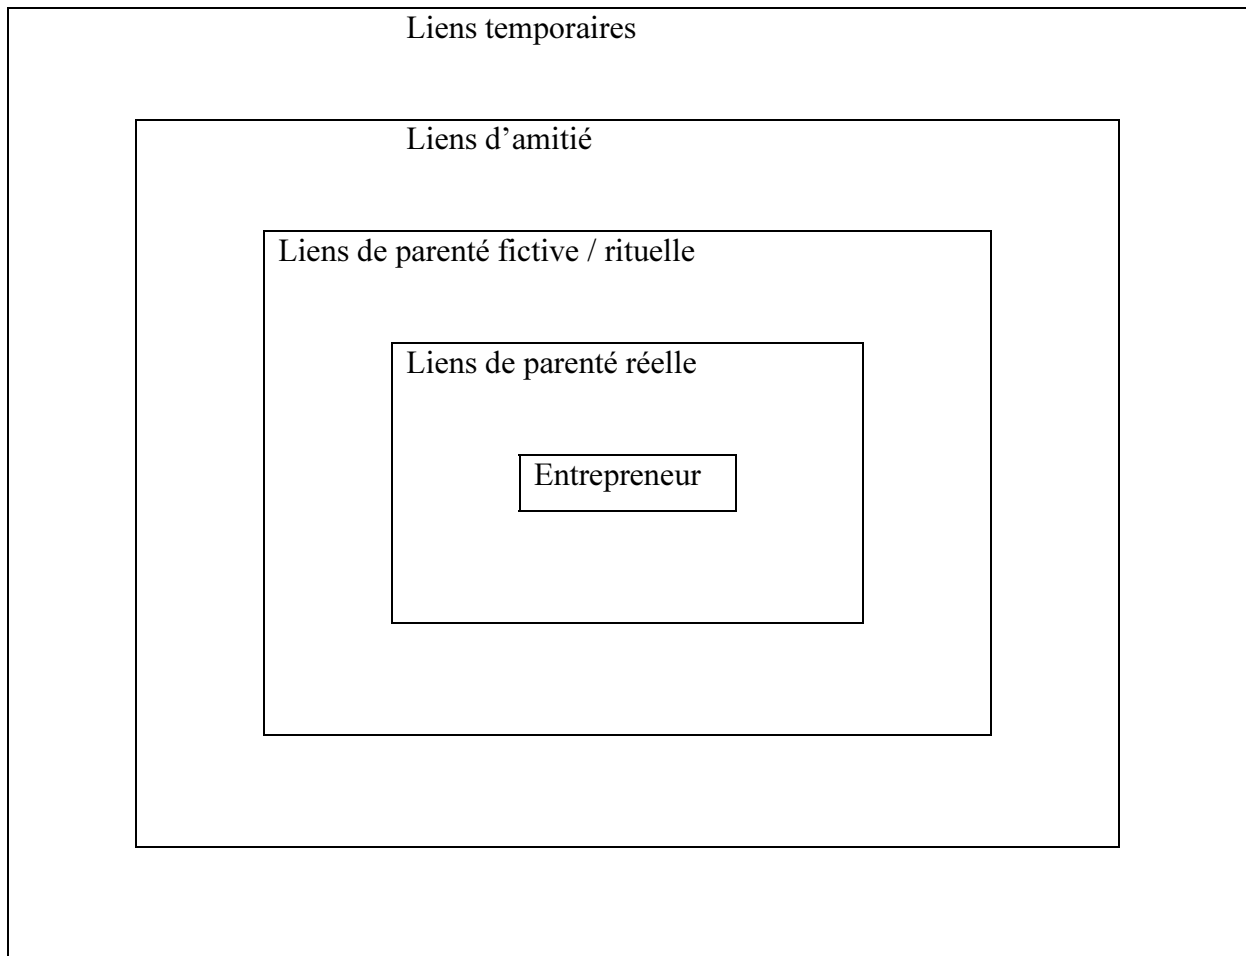 Liens temporaires
Liens d’amitié
Liens de parenté fictive / rituelle
Liens de parenté réelle
Entrepreneur